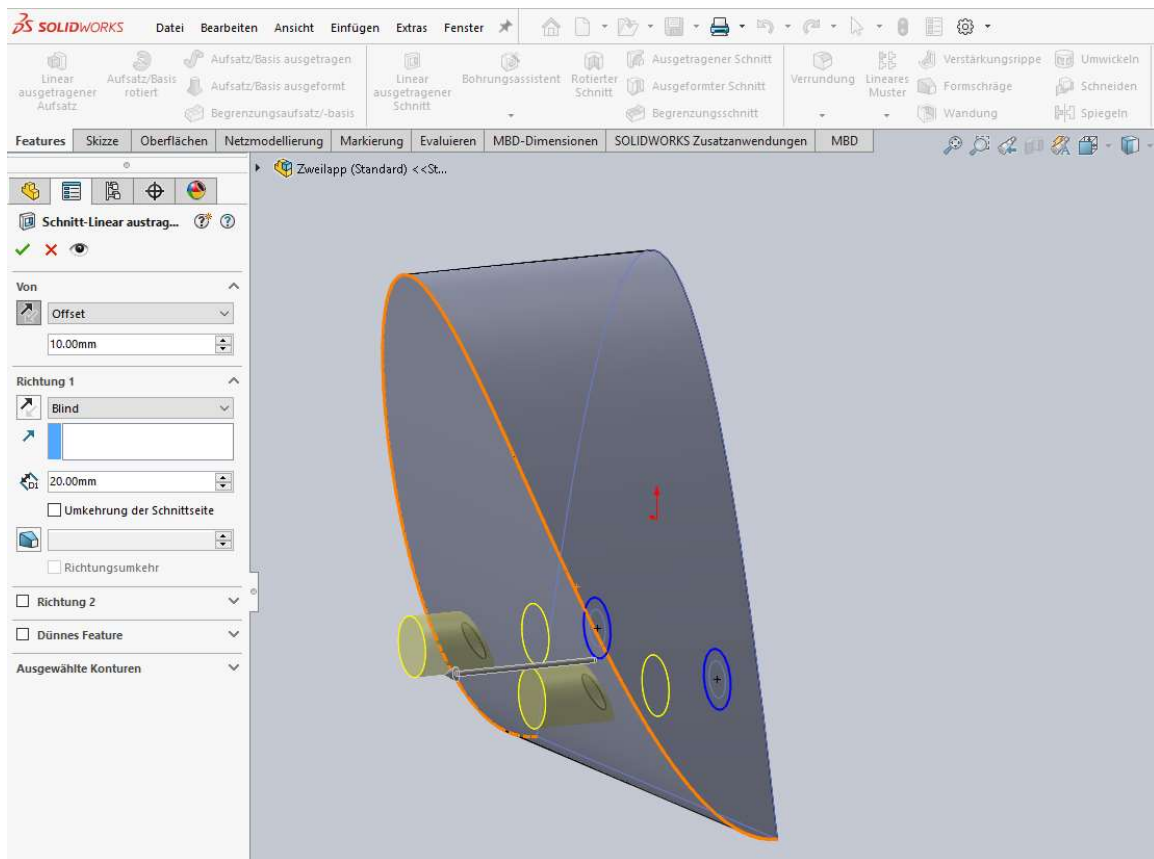 SOLIDWORKS Datei Bearbeiten Ansicht Einfügen Extras Fenster
Linear ausgetragener Aufsatz
Aufsatz/Basis rotiert
Aufsatz/Basis ausgetragen
Aufsatz/Basis ausgeformt
Begrenzungsaufsatz/-basis
Linear ausgetragener Schnitt
Bohrungsassistent
Rotierter Schnitt
Ausgetragener Schnitt
Ausgeformter Schnitt
Begrenzungsschnitt
Verrundung
Lineares Muster
Verstärkungsrippe
Formschräge
Wandung
Umwickeln
Schneiden
Spiegeln
Features Skizze Oberflächen Netzmodellierung Markierung Evaluieren MBD-Dimensionen SOLIDWORKS Zusatzanwendungen MBD
Zweilapp (Standard) <<St...
Schnitt-Linear austrag...
Von
Offset
10.00mm
Richtung 1
Blind
D1 20.00mm
Umkehrung der Schnittseite
Richtungsumkehr
Richtung 2
Dünnes Feature
Ausgewählte Konturen